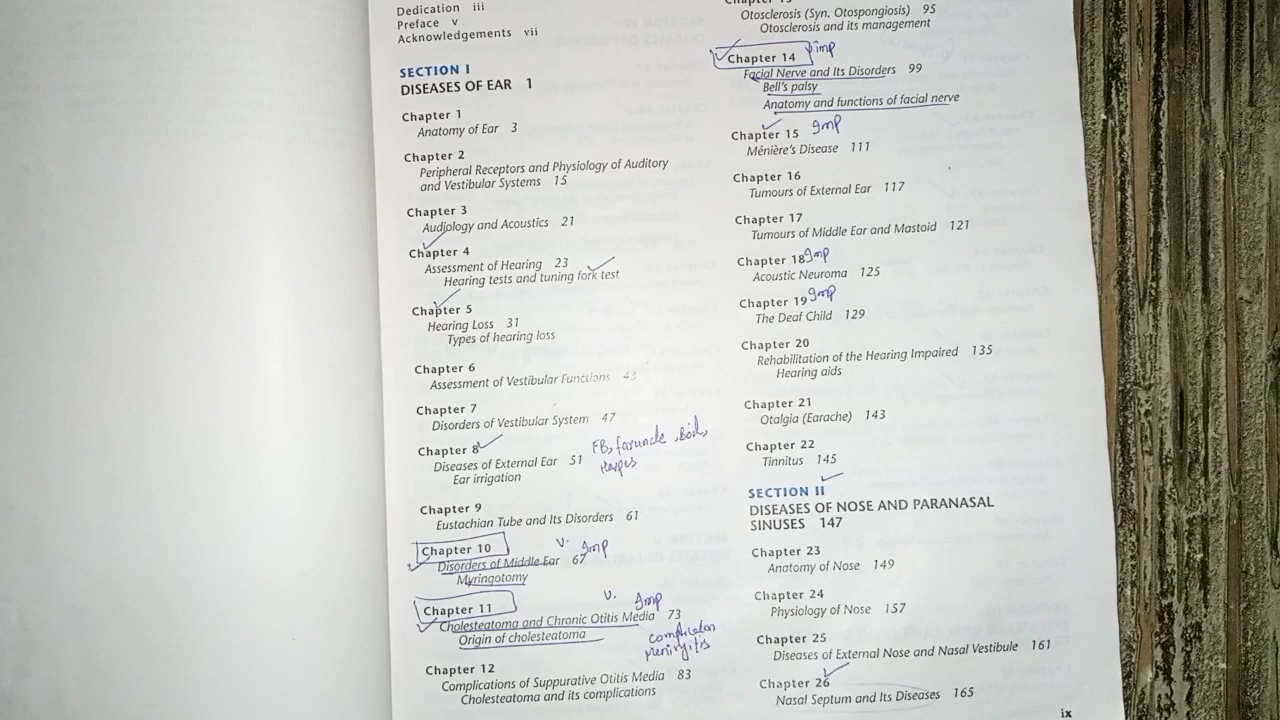 Dedication iii
Preface v
Acknowledgements vii
SECTION I
DISEASES OF EAR 1
Chapter 1
Anatomy of Ear 3
Chapter 2
Peripheral Receptors and Physiology of Auditory
and Vestibular Systems 15
Chapter 3
Audiology and Acoustics 21
Chapter 4
Assessment of Hearing 23
Hearing tests and tuning fork test
Chapter 5
Hearing Loss 31
Types of hearing loss
Chapter 6
Assessment of Vestibular Functions 43
Chapter 7
Disorders of Vestibular System 47
Chapter 8
Diseases of External Ear 51
Ear irrigation
FB, farunde, Boil,
Herpes
Chapter 9
Eustachian Tube and Its Disorders 61
Chapter 10
V. Imp
Disorders of Middle Ear 67
Myringotomy
Chapter 11
V. Imp
Cholesteatoma and Chronic Otitis Media 73
Origin of cholesteatoma
meningitis
Chapter 12
Complications of Suppurative Otitis Media 83
Cholesteatoma and its complications
Otosclerosis (Syn. Otospongiosis) 95
Otosclerosis and its management
Chapter 14 V imp
Facial Nerve and Its Disorders 99
Bell's palsy
Anatomy and functions of facial nerve
Chapter 15 Imp
Ménière's Disease 111
Chapter 16
Tumours of External Ear 117
Chapter 17
Tumours of Middle Ear and Mastoid 121
Chapter 18 Imp
Acoustic Neuroma 125
Chapter 19 Imp
The Deaf Child 129
Chapter 20
Rehabilitation of the Hearing Impaired 135
Hearing aids
Chapter 21
Otalgia (Earache) 143
Chapter 22
Tinnitus 145
SECTION II
DISEASES OF NOSE AND PARANASAL
SINUSES 147
Chapter 23
Anatomy of Nose 149
Chapter 24
Physiology of Nose 157
Chapter 25
Diseases of External Nose and Nasal Vestibule 161
Chapter 26
Nasal Septum and Its Diseases 165
ix